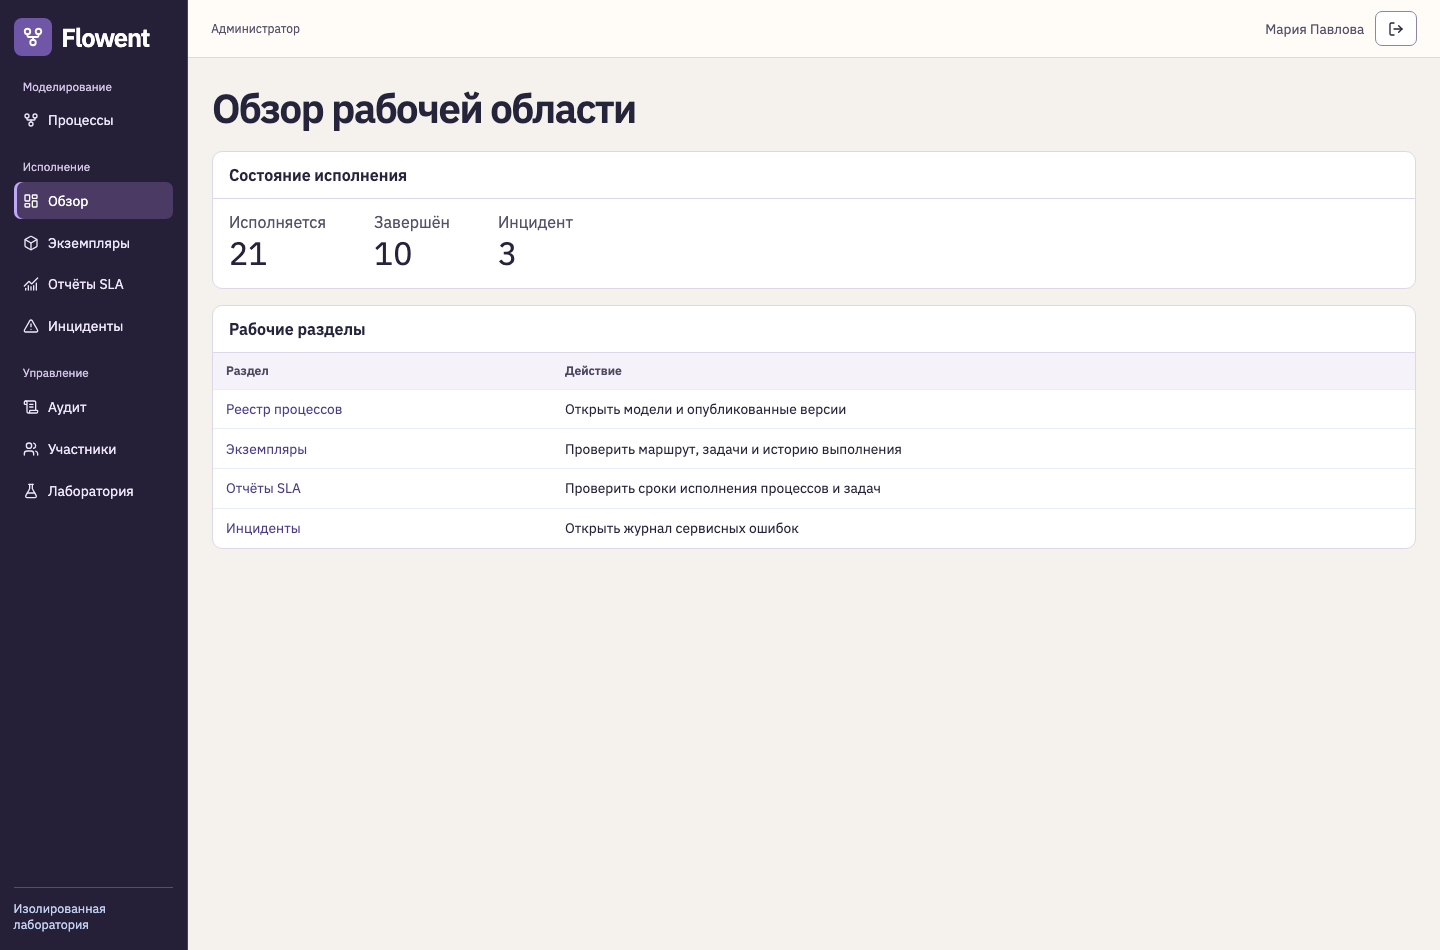 Flowent
Моделирование
Процессы
Исполнение
Обзор
Экземпляры
Отчёты SLA
Инциденты
Управление
Аудит
Участники
Лаборатория
Изолированная
лаборатория
Администратор
Мария Павлова
Обзор рабочей области
Состояние исполнения
Исполняется Завершён Инцидент
21 10 3
Рабочие разделы
Раздел Действие
Реестр процессов Открыть модели и опубликованные версии
Экземпляры Проверить маршрут, задачи и историю выполнения
Отчёты SLA Проверить сроки исполнения процессов и задач
Инциденты Открыть журнал сервисных ошибок